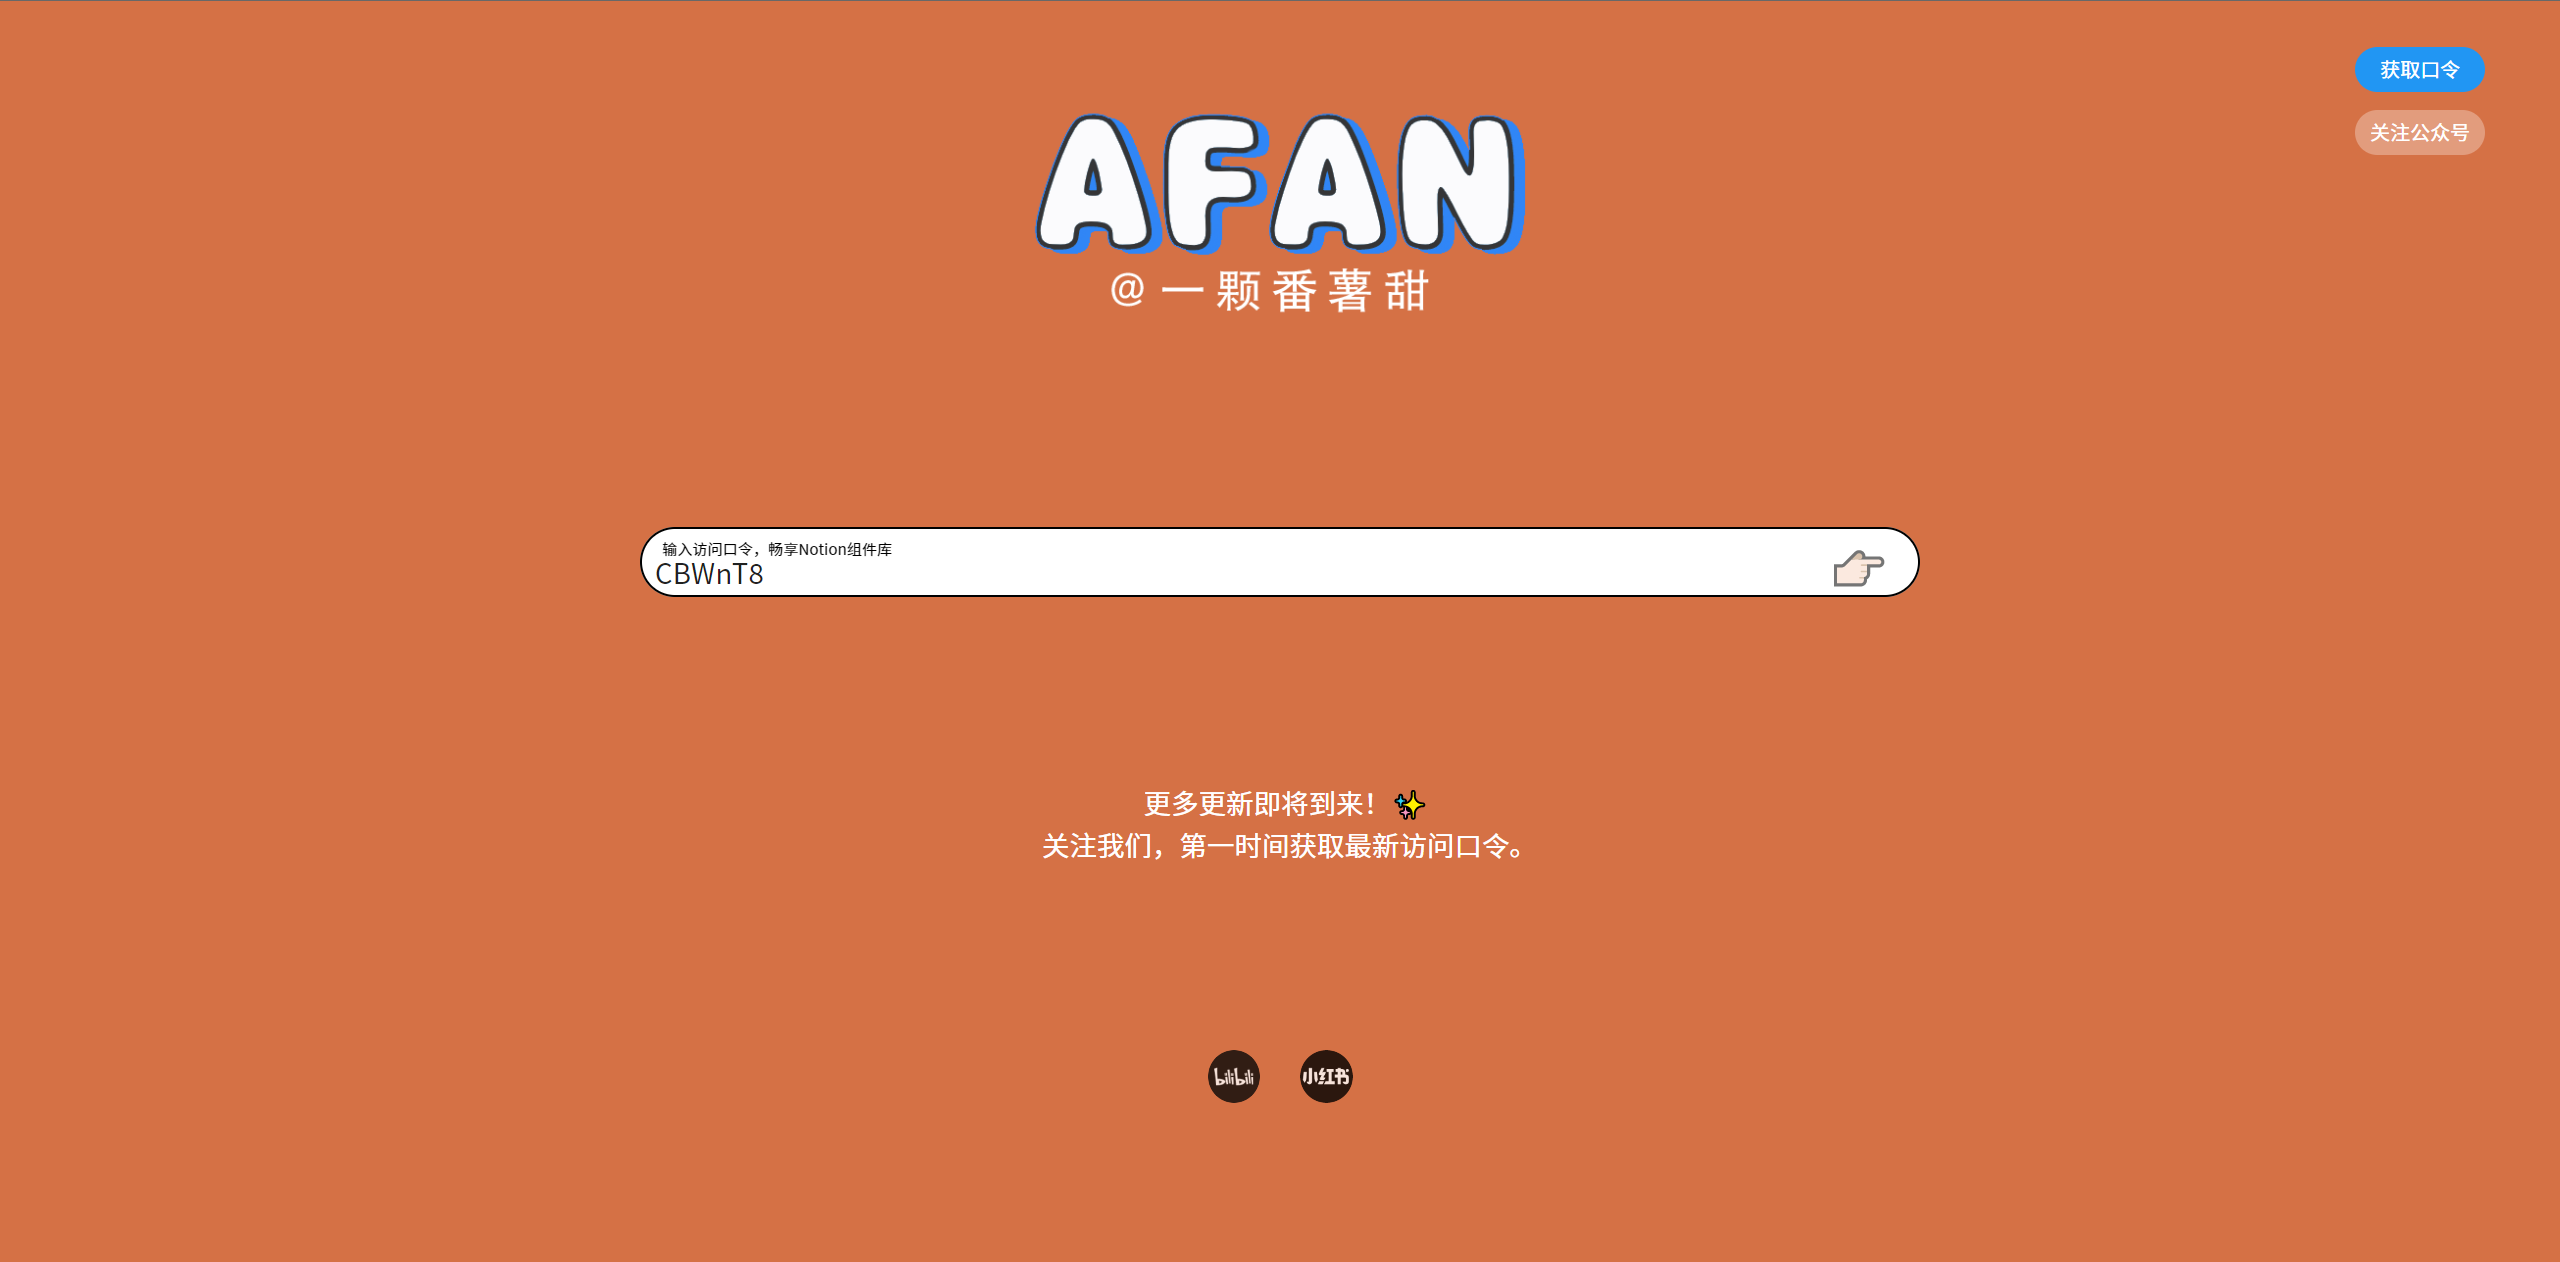 获取口令
关注公众号
AFAN
@一颗番薯甜
输入访问口令，畅享Notion组件库
CBWnT8
更多更新即将到来！✨
关注我们，第一时间获取最新访问口令。
bilibili
小红书